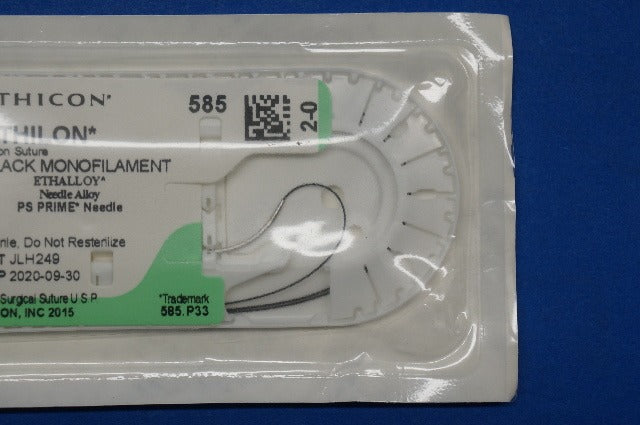 THICON*
585
2-0
THILON*
on Suture
ACK MONOFILAMENT
ETHALLOY*
Needle Alloy
PS PRIME* Needle
rile, Do Not Resterilize
T JLH249
P 2020-09-30
Surgical Suture U S P
*Trademark
ON, INC 2015
585.P33